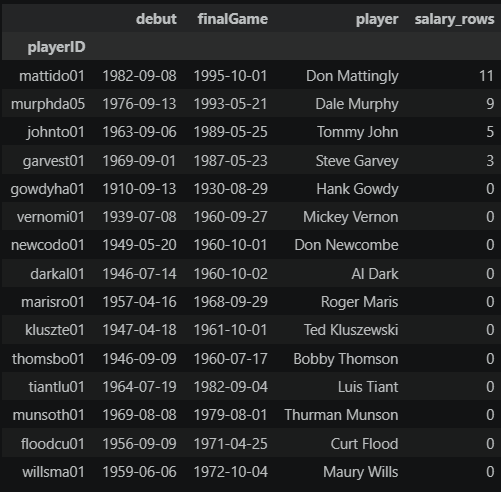 debut finalGame player salary_rows
playerID
mattido01 1982-09-08 1995-10-01 Don Mattingly 11
murphda05 1976-09-13 1993-05-21 Dale Murphy 9
johnto01 1963-09-06 1989-05-25 Tommy John 5
garvest01 1969-09-01 1987-05-23 Steve Garvey 3
gowdyha01 1910-09-13 1930-08-29 Hank Gowdy 0
vernomi01 1939-07-08 1960-09-27 Mickey Vernon 0
newcodo01 1949-05-20 1960-10-01 Don Newcombe 0
darkal01 1946-07-14 1960-10-02 Al Dark 0
marisro01 1957-04-16 1968-09-29 Roger Maris 0
kluszte01 1947-04-18 1961-10-01 Ted Kluszewski 0
thomsbo01 1946-09-09 1960-07-17 Bobby Thomson 0
tiantlu01 1964-07-19 1982-09-04 Luis Tiant 0
munsoth01 1969-08-08 1979-08-01 Thurman Munson 0
floodcu01 1956-09-09 1971-04-25 Curt Flood 0
willsma01 1959-06-06 1972-10-04 Maury Wills 0